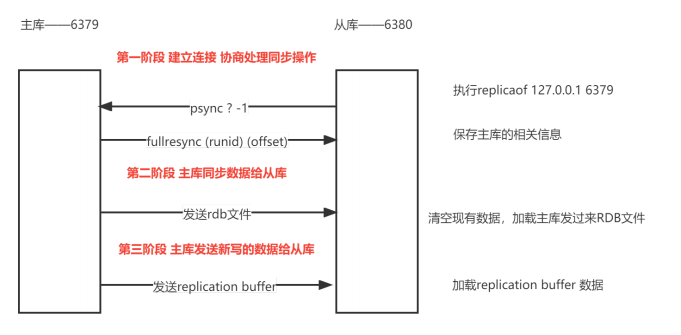 主库——6379
从库——6380
第一阶段 建立连接 协商处理同步操作
执行replicaof 127.0.0.1 6379
psync ? -1
保存主库的相关信息
fullresync (runid) (offset)
第二阶段 主库同步数据给从库
发送rdb文件
清空现有数据，加载主库发过来RDB文件
第三阶段 主库发送新写的数据给从库
发送replication buffer
加载replication buffer 数据